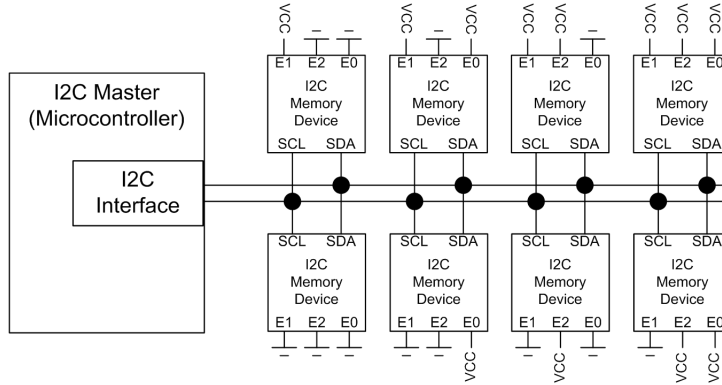 VCC VCC VCC VCC VCC VCC VCC VCC
E1 E2 E0 E1 E2 E0 E1 E2 E0 E1 E2 E0
I2C Master
(Microcontroller)
I2C
Memory
Device
I2C
Memory
Device
I2C
Memory
Device
I2C
Memory
Device
SCL SDA SCL SDA SCL SDA SCL SDA
I2C
Interface
SCL SDA SCL SDA SCL SDA SCL SDA
I2C
Memory
Device
I2C
Memory
Device
I2C
Memory
Device
I2C
Memory
Device
E1 E2 E0 E1 E2 E0 E1 E2 E0 E1 E2 E0
VCC VCC VCC VCC